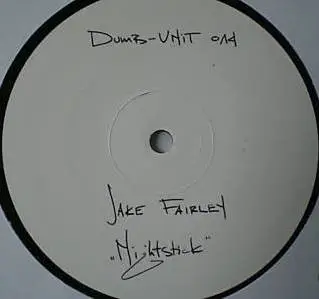 DUMB-UNIT 014
JAKE FAIRLEY
„Nightstick"